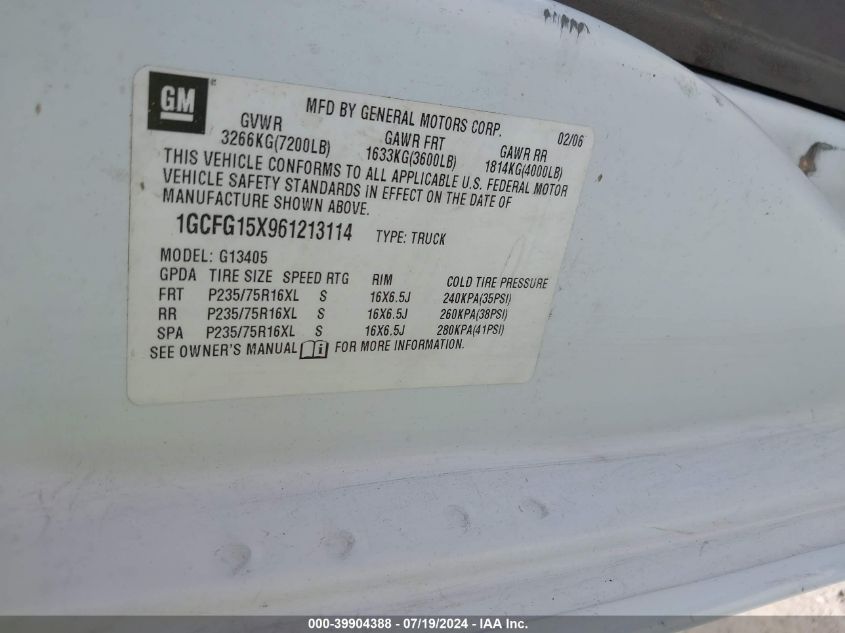 GM
MFD BY GENERAL MOTORS CORP.
02/06
GVWR GAWR FRT GAWR RR
3266KG(7200LB) 1633KG(3600LB) 1814KG(4000LB)
THIS VEHICLE CONFORMS TO ALL APPLICABLE U.S. FEDERAL MOTOR
VEHICLE SAFETY STANDARDS IN EFFECT ON THE DATE OF
MANUFACTURE SHOWN ABOVE.
1GCFG15X961213114 TYPE: TRUCK
MODEL: G13405
GPDA TIRE SIZE SPEED RTG RIM COLD TIRE PRESSURE
FRT P235/75R16XL S 16X6.5J 240KPA(35PSI)
RR P235/75R16XL S 16X6.5J 260KPA(38PSI)
SPA P235/75R16XL S 16X6.5J 280KPA(41PSI)
SEE OWNER'S MANUAL FOR MORE INFORMATION.
000-39904388 - 07/19/2024 - IAA Inc.